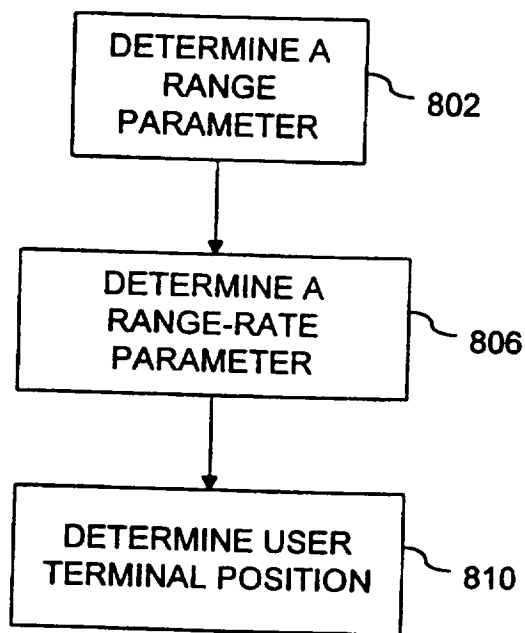 DETERMINE A
RANGE
PARAMETER
802
DETERMINE A
RANGE-RATE
PARAMETER
806
DETERMINE USER
TERMINAL POSITION
810